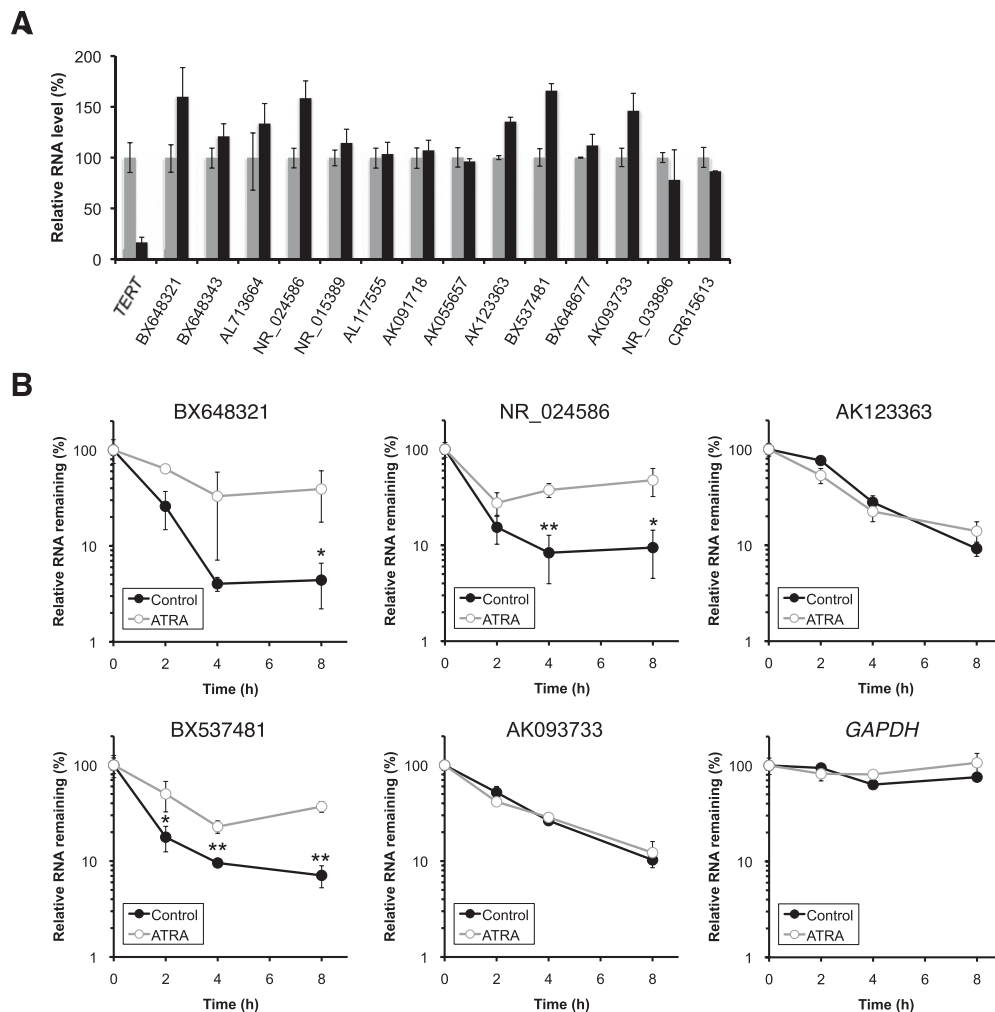 A
Relative RNA level (%)
200
150
100
50
0
TERT
BX648321
BX648343
AL713664
NR_024586
NR_015389
AL117555
AK091718
AK055657
AK123363
BX537481
BX648677
AK093733
NR_033896
CR615613
B
BX648321
Relative RNA remaining (%)
100
10
1
*
Control
ATRA
0 2 4 6 8
Time (h)
NR_024586
Relative RNA remaining (%)
100
10
1
**
*
Control
ATRA
0 2 4 6 8
Time (h)
AK123363
Relative RNA remaining (%)
100
10
1
Control
ATRA
0 2 4 6 8
Time (h)
BX537481
Relative RNA remaining (%)
100
10
1
*
**
**
Control
ATRA
0 2 4 6 8
Time (h)
AK093733
Relative RNA remaining (%)
100
10
1
Control
ATRA
0 2 4 6 8
Time (h)
GAPDH
Relative RNA remaining (%)
100
10
1
Control
ATRA
0 2 4 6 8
Time (h)